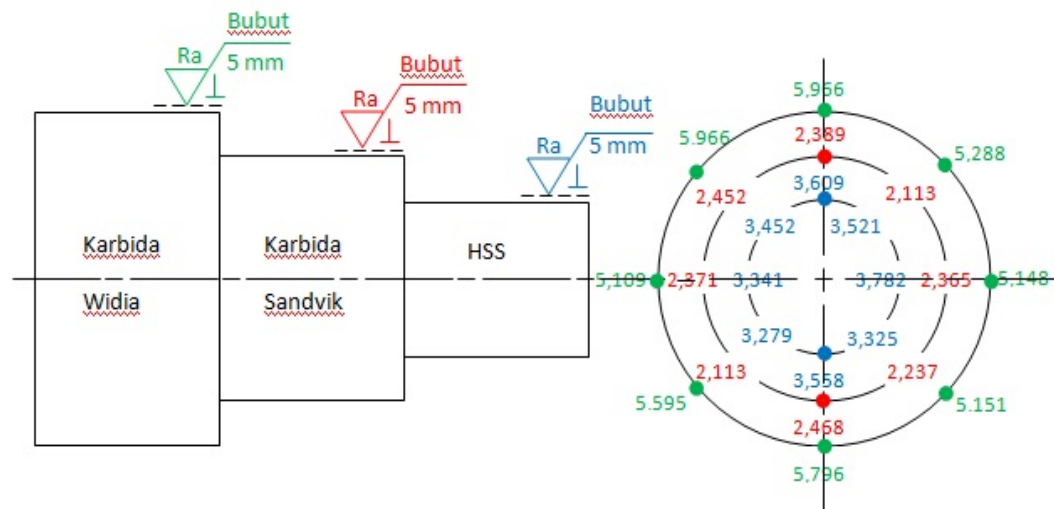 Bubut
Ra
5 mm
Bubut
Ra
5 mm
Bubut
Ra
5 mm
Karbida
Widia
Karbida
Sandvik
HSS
5,966
5.966
2,389
5,288
2,452
3,609
2,113
3,452
3,521
5,109
2,371
3,341
3,782
2,365
5.148
3,279
3,325
2,113
3,558
2,237
5.595
2,468
5.151
5,796